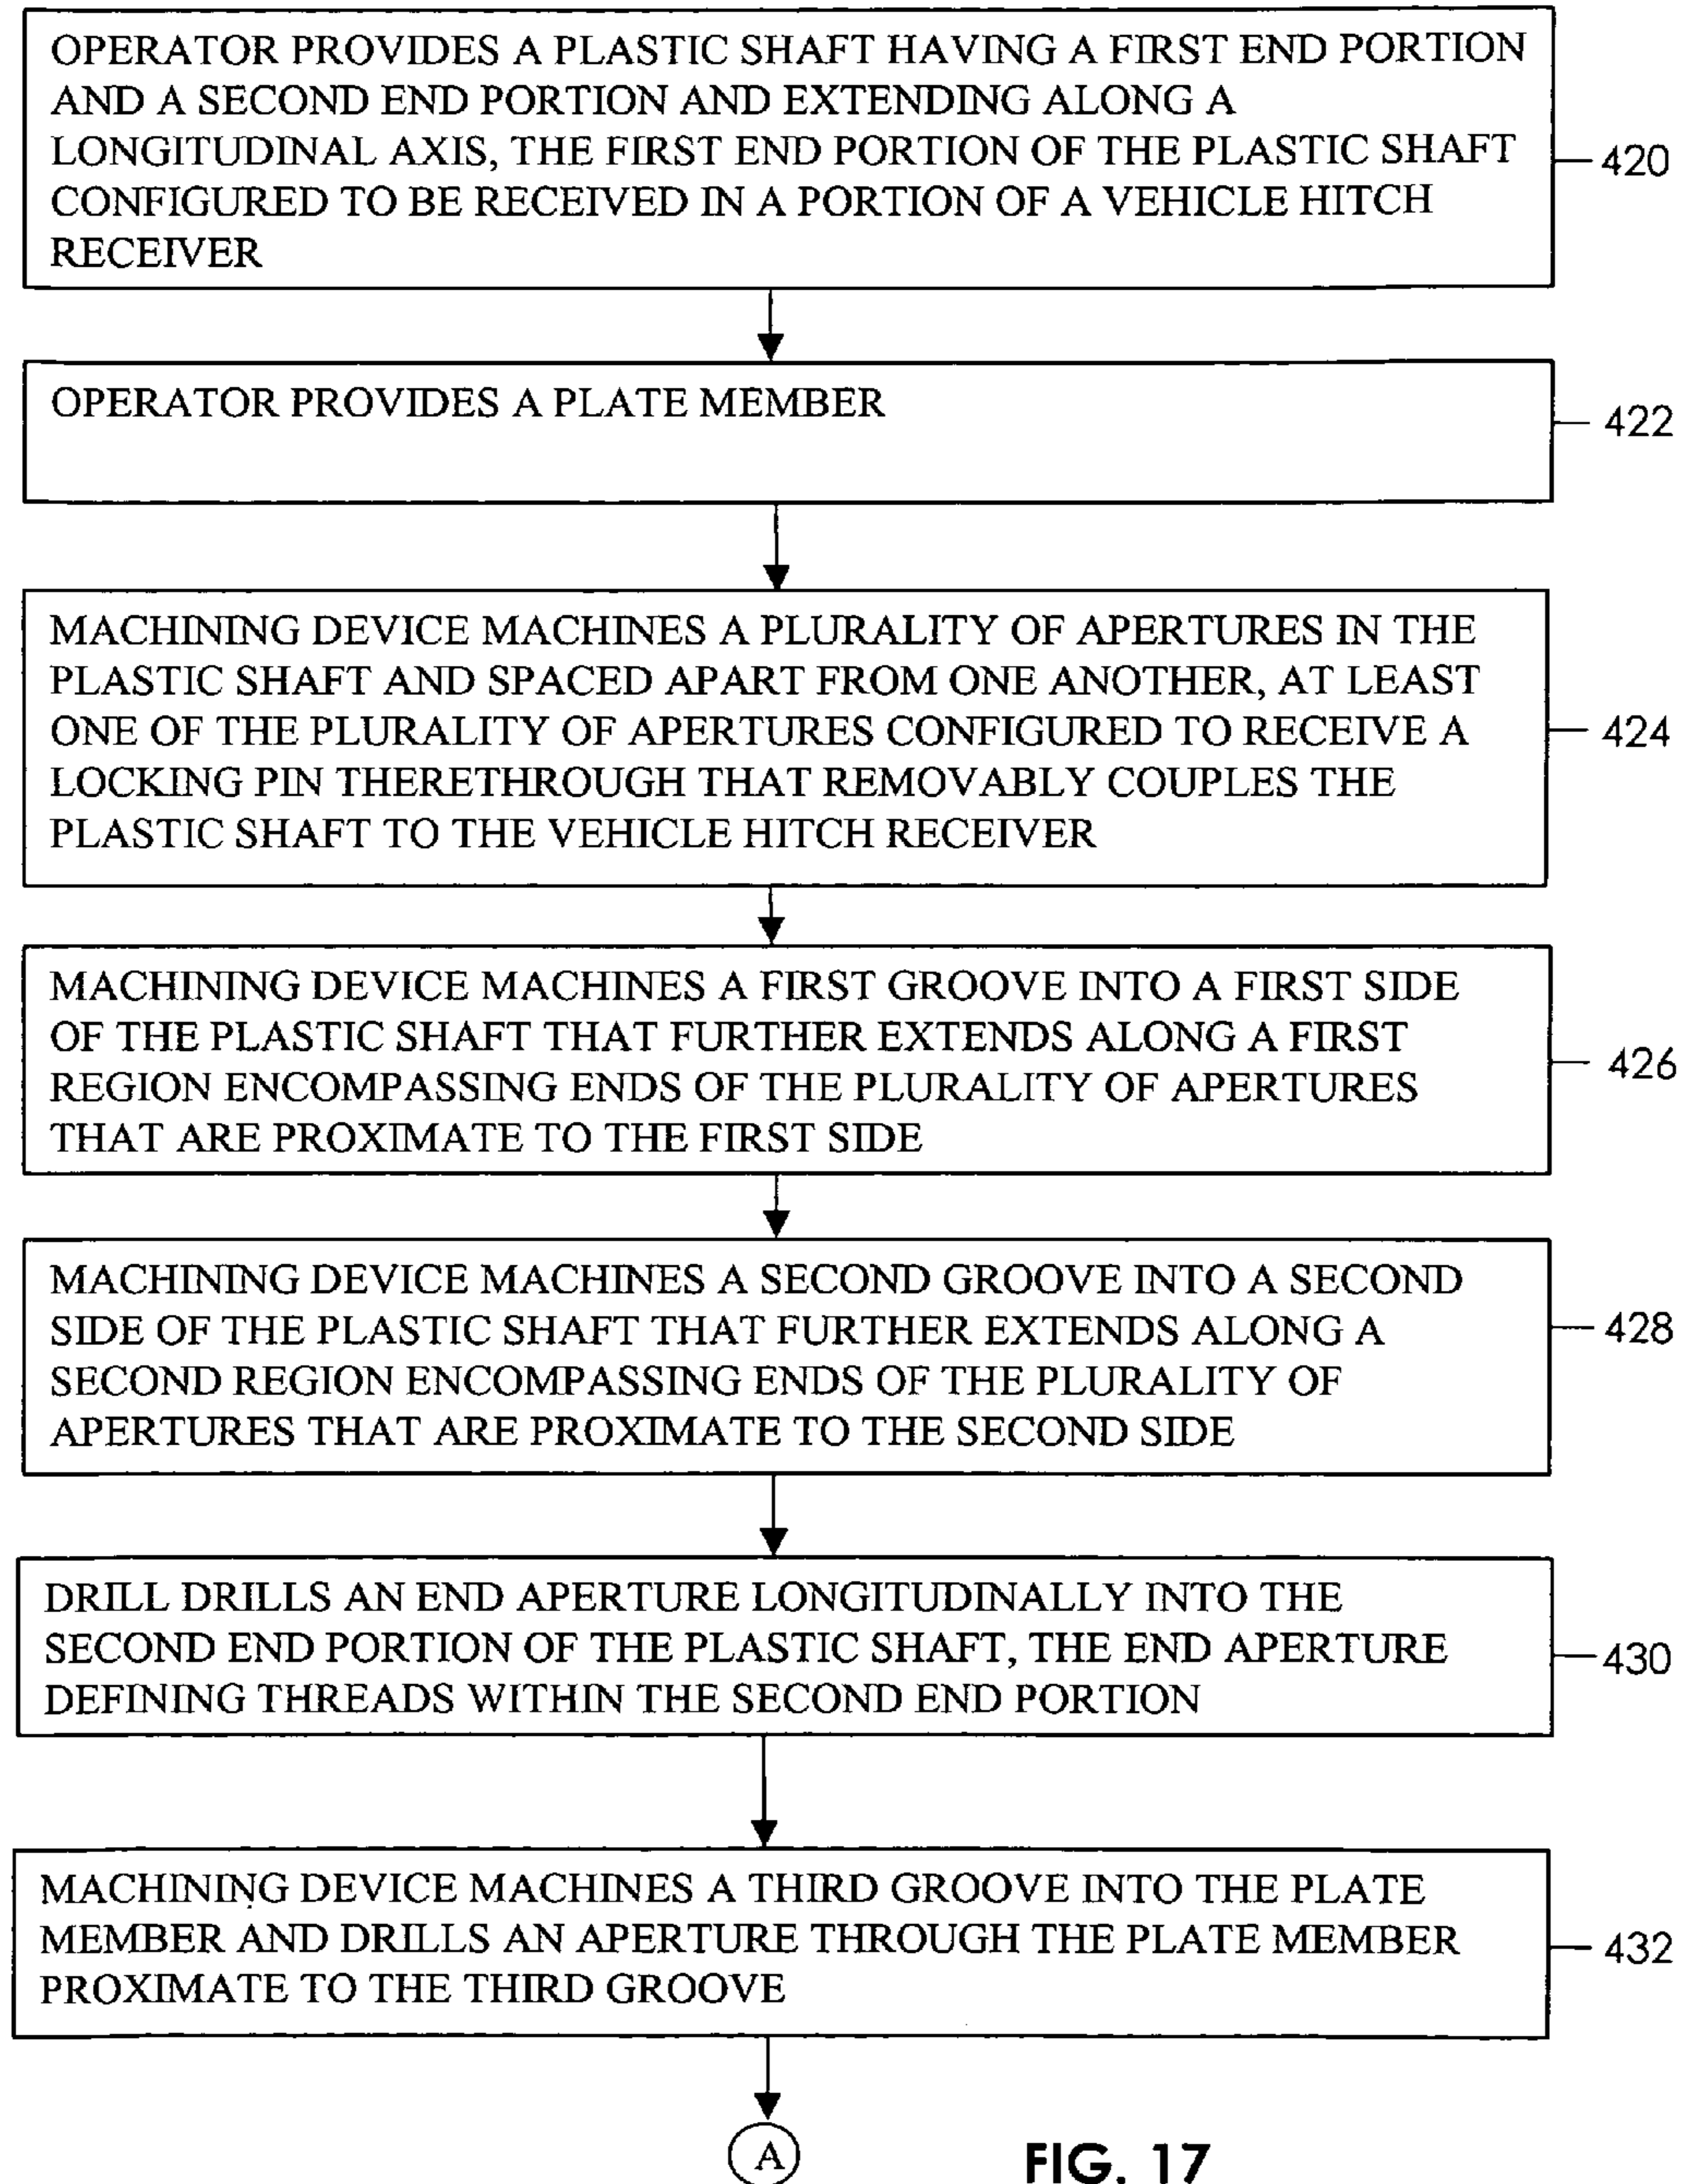 OPERATOR PROVIDES A PLASTIC SHAFT HAVING A FIRST END PORTION
AND A SECOND END PORTION AND EXTENDING ALONG A
LONGITUDINAL AXIS, THE FIRST END PORTION OF THE PLASTIC SHAFT
CONFIGURED TO BE RECEIVED IN A PORTION OF A VEHICLE HITCH
RECEIVER
420
OPERATOR PROVIDES A PLATE MEMBER
422
MACHINING DEVICE MACHINES A PLURALITY OF APERTURES IN THE
PLASTIC SHAFT AND SPACED APART FROM ONE ANOTHER, AT LEAST
ONE OF THE PLURALITY OF APERTURES CONFIGURED TO RECEIVE A
LOCKING PIN THERETHROUGH THAT REMOVABLY COUPLES THE
PLASTIC SHAFT TO THE VEHICLE HITCH RECEIVER
424
MACHINING DEVICE MACHINES A FIRST GROOVE INTO A FIRST SIDE
OF THE PLASTIC SHAFT THAT FURTHER EXTENDS ALONG A FIRST
REGION ENCOMPASSING ENDS OF THE PLURALITY OF APERTURES
THAT ARE PROXIMATE TO THE FIRST SIDE
426
MACHINING DEVICE MACHINES A SECOND GROOVE INTO A SECOND
SIDE OF THE PLASTIC SHAFT THAT FURTHER EXTENDS ALONG A
SECOND REGION ENCOMPASSING ENDS OF THE PLURALITY OF
APERTURES THAT ARE PROXIMATE TO THE SECOND SIDE
428
DRILL DRILLS AN END APERTURE LONGITUDINALLY INTO THE
SECOND END PORTION OF THE PLASTIC SHAFT, THE END APERTURE
DEFINING THREADS WITHIN THE SECOND END PORTION
430
MACHINING DEVICE MACHINES A THIRD GROOVE INTO THE PLATE
MEMBER AND DRILLS AN APERTURE THROUGH THE PLATE MEMBER
PROXIMATE TO THE THIRD GROOVE
432
A
FIG. 17